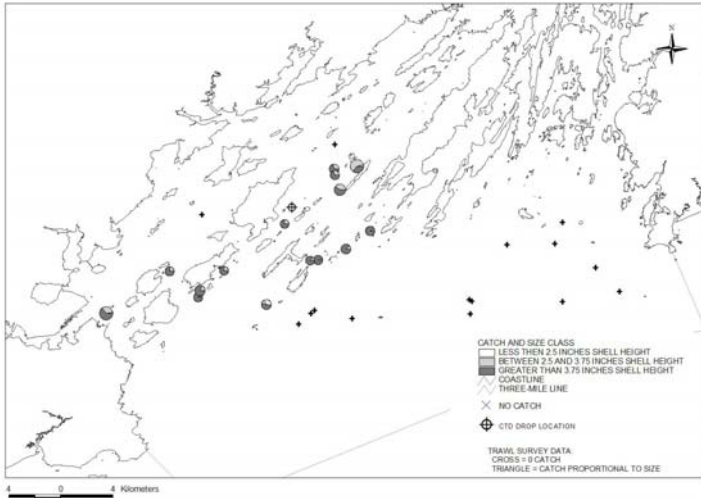 N
CATCH AND SIZE CLASS
LESS THEN 2.5 INCHES SHELL HEIGHT
BETWEEN 2.5 AND 3.75 INCHES SHELL HEIGHT
GREATER THAN 3.75 INCHES SHELL HEIGHT
COASTLINE
THREE-MILE LINE
NO CATCH
CTD DROP LOCATION
TRAWL SURVEY DATA:
CROSS = 0 CATCH
TRIANGLE = CATCH PROPORTIONAL TO SIZE
4 0 4 Kilometers